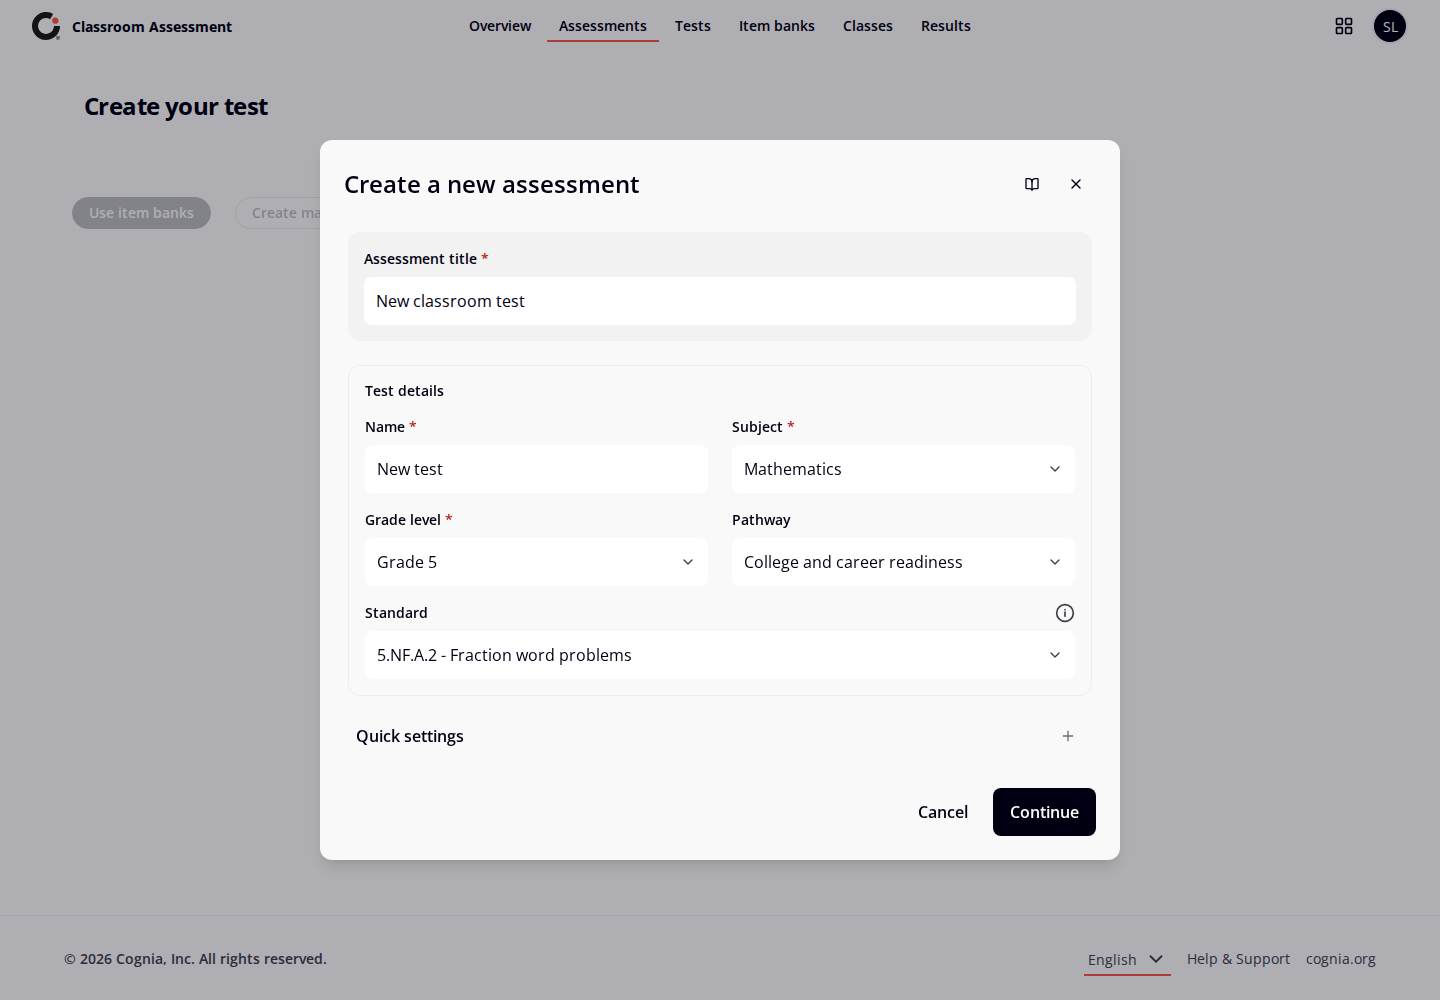 Classroom Assessment
Overview
Assessments
Tests
Item banks
Classes
Results
SL
Create your test
Use item banks
Create ma
Create a new assessment
Assessment title *
New classroom test
Test details
Name *
Subject *
New test
Mathematics
Grade level *
Pathway
Grade 5
College and career readiness
Standard
5.NF.A.2 - Fraction word problems
Quick settings
Cancel
Continue
© 2026 Cognia, Inc. All rights reserved.
English
Help & Support
cognia.org